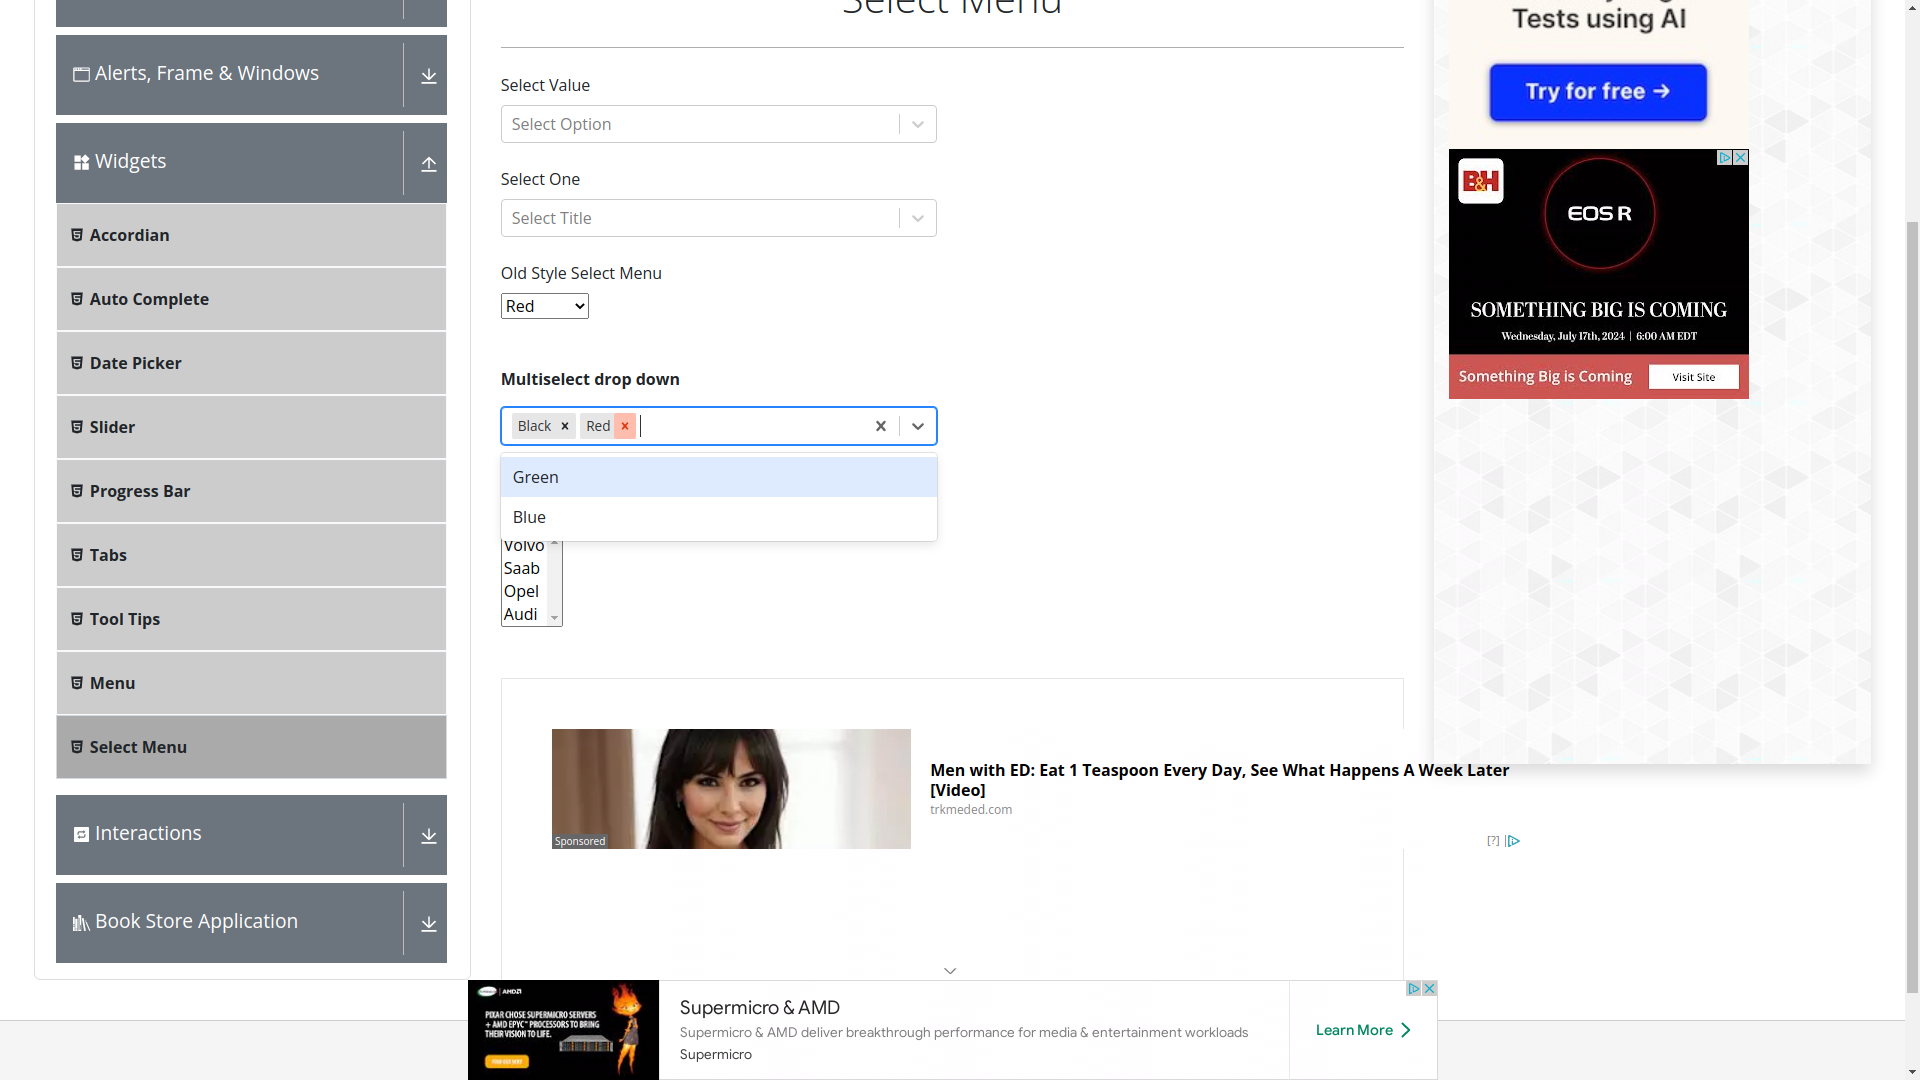 Select Menu
Alerts, Frame & Windows
Widgets
Accordian
Auto Complete
Date Picker
Slider
Progress Bar
Tabs
Tool Tips
Menu
Select Menu
Interactions
Book Store Application
Select Value
Select Option
Select One
Select Title
Old Style Select Menu
Red
Multiselect drop down
Black
Red
Green
Blue
Volvo
Saab
Opel
Audi
Sponsored
Men with ED: Eat 1 Teaspoon Every Day, See What Happens A Week Later
[Video]
trkmeded.com
[?]
Tests using AI
Try for free →
B&H
EOS R
SOMETHING BIG IS COMING
Wednesday, July 17th, 2024 | 6:00 AM EDT
Something Big is Coming
Visit Site
AMD
PIXAR CHOSE SUPERMICRO SERVERS
+ AMD EPYC™ PROCESSORS TO BRING
THEIR VISION TO LIFE.
Supermicro & AMD
Supermicro & AMD deliver breakthrough performance for media & entertainment workloads
Supermicro
Learn More